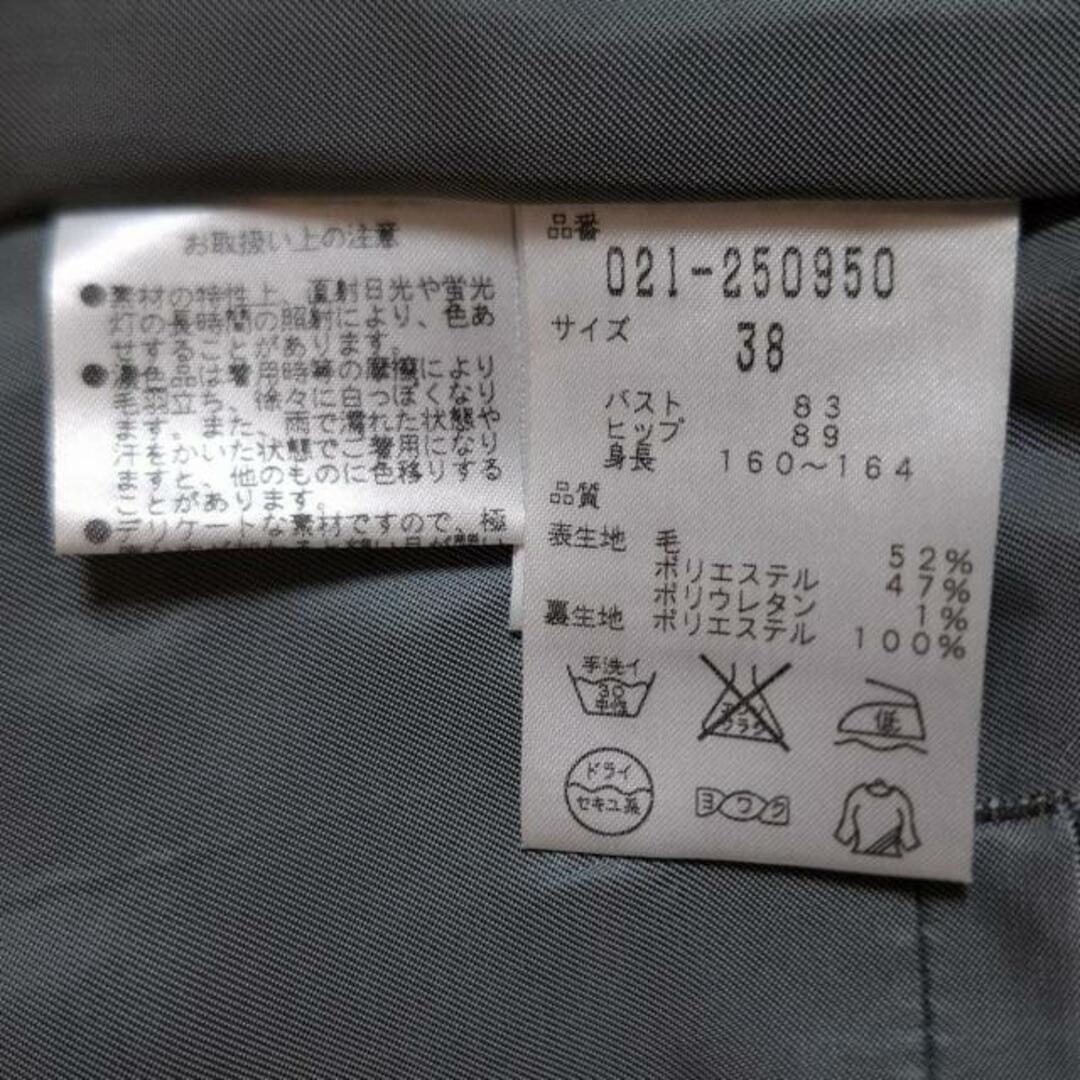 お取扱い上の注意
●素材の特性上、直射日光や蛍光
灯の長時間の照射により、色あ
せすることがあります。
●濃色品は着用時等の摩擦により
毛羽立ち、徐々に白っぽくなり
ます。また、雨で濡れた状態や
汗をかいた状態でご着用になり
ますと、他のものに色移りする
ことがあります。
●デリケートな素材ですので、極
品番
021-250950
サイズ
38
バスト 83
ヒップ 89
身長 160～164
品質
表生地 毛 52%
ポリエステル 47%
ポリウレタン 1%
裏生地 ポリエステル 100%
手洗イ
30
中性
エンソ
サラシ
低
ドライ
セキユ系
ヨワク